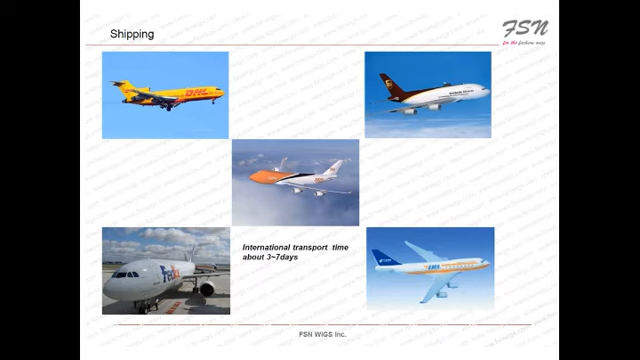 Shipping
FSN
for the fashion wigs
DHL
FedEx
EMS
International transport time
about 3~7days
FSN WIGS Inc.